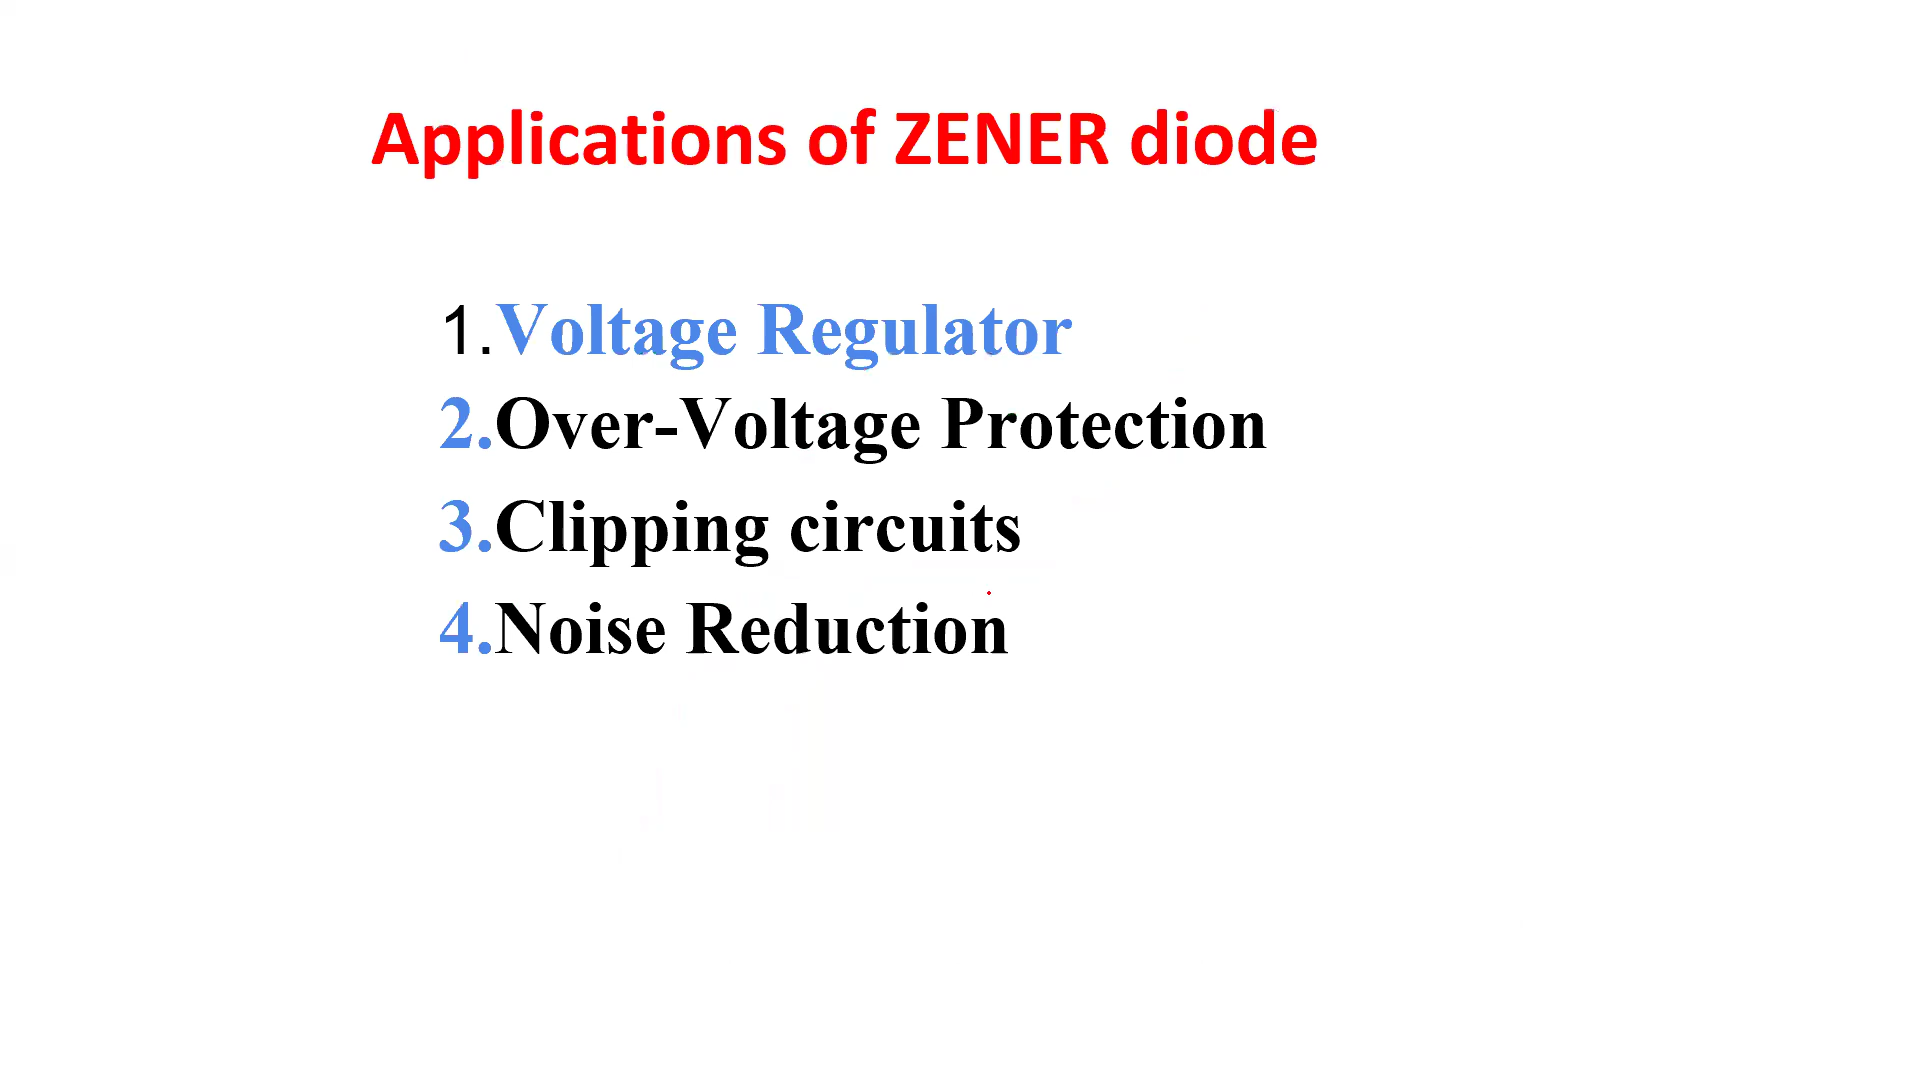 Applications of ZENER diode
1.Voltage Regulator
2.Over-Voltage Protection
3.Clipping circuits
4.Noise Reduction